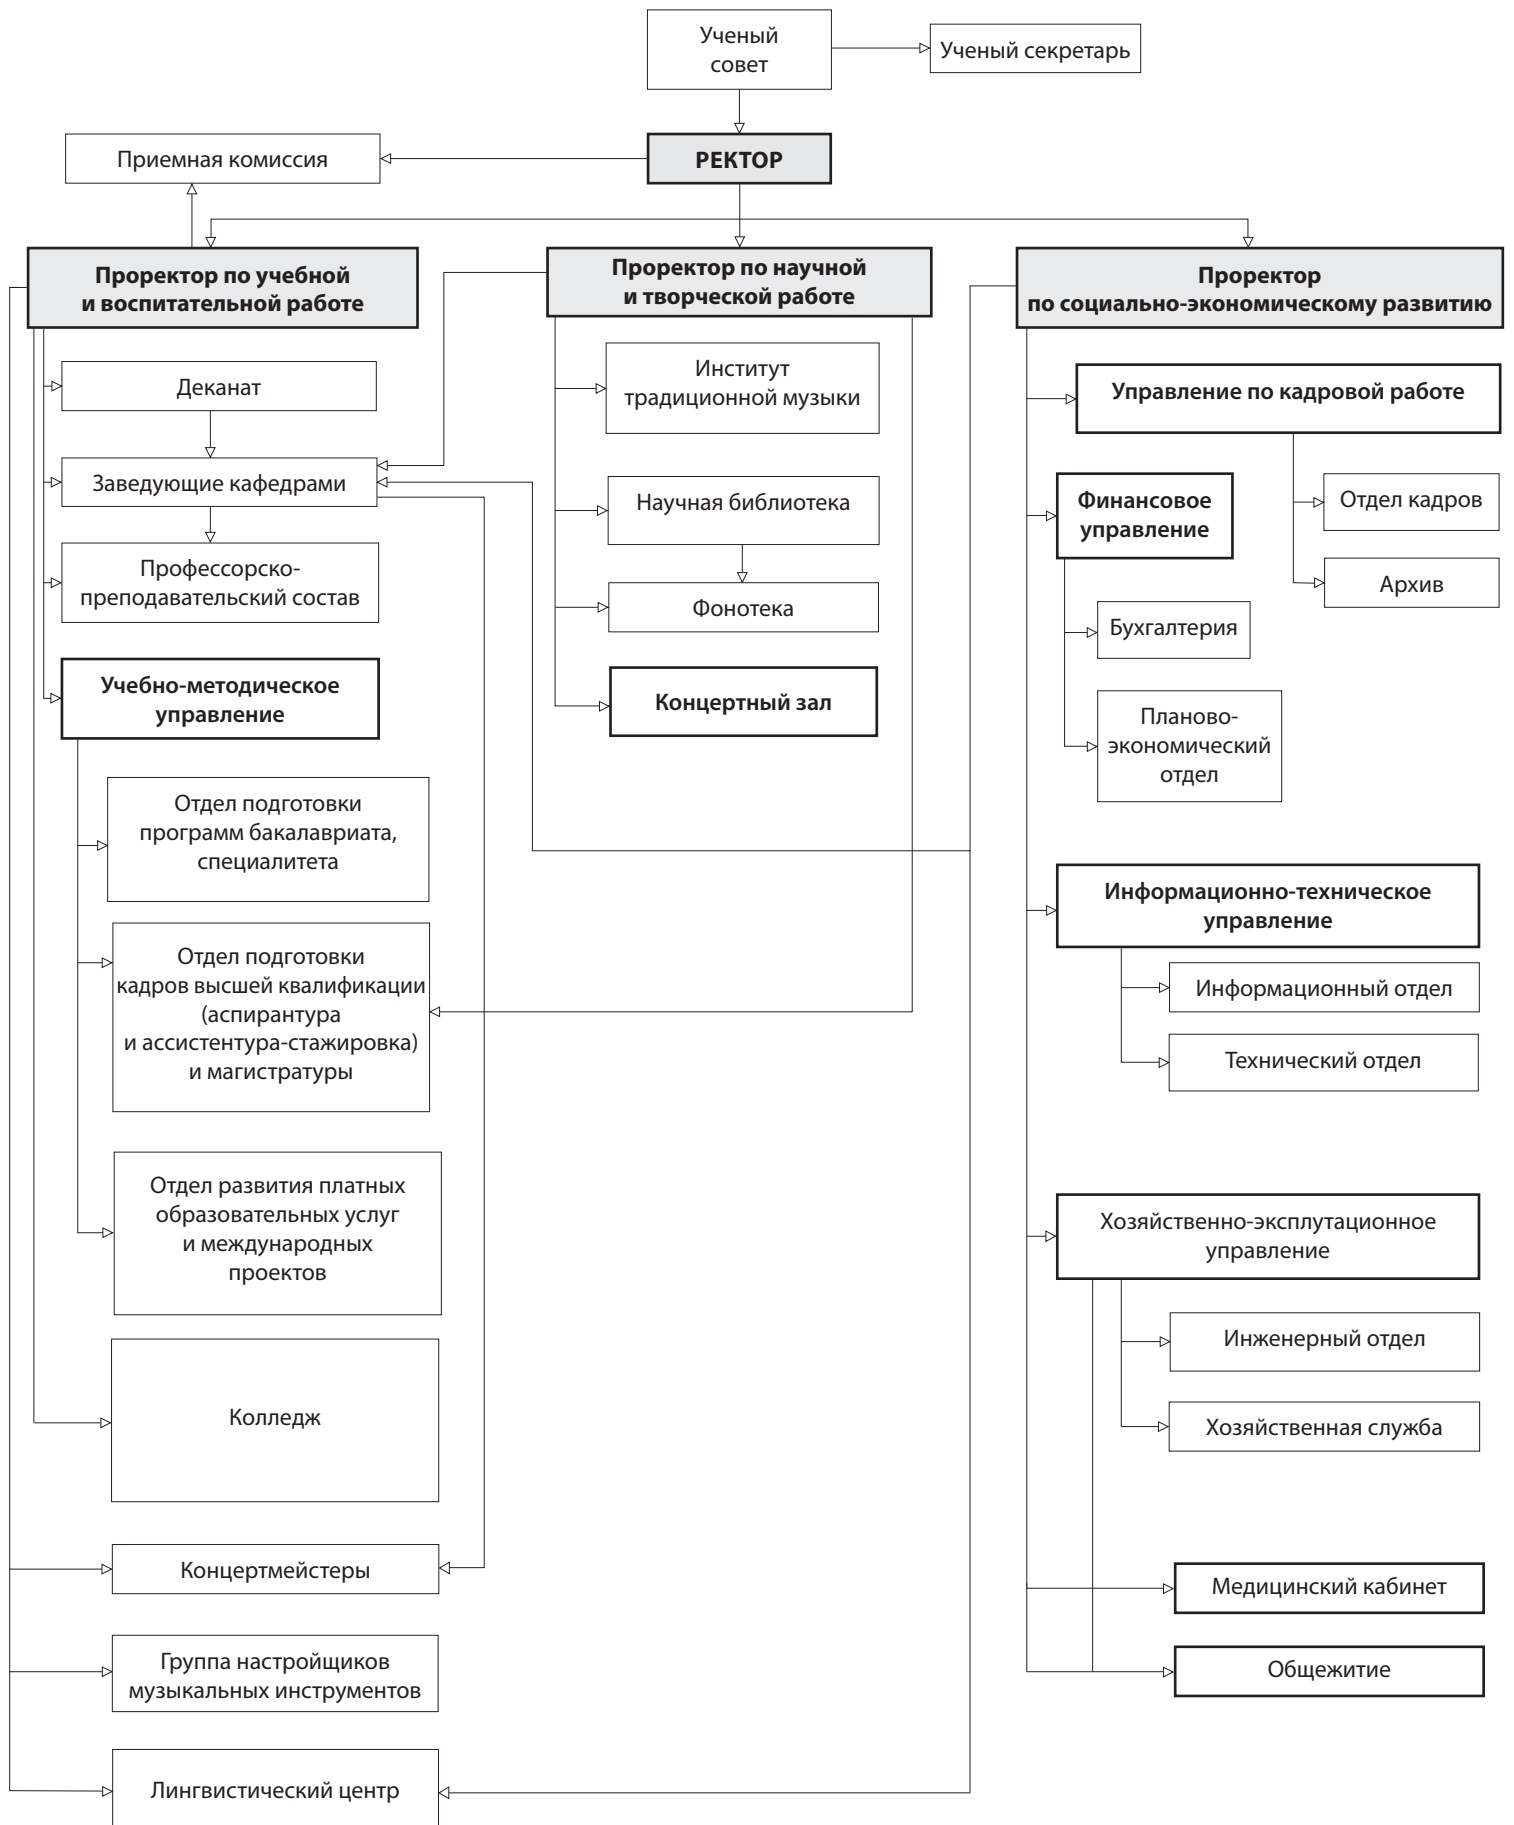 Ученый
совет
Ученый секретарь
Приемная комиссия
РЕКТОР
Проректор по учебной
и воспитательной работе
Проректор по научной
и творческой работе
Проректор
по социально-экономическому развитию
Деканат
Заведующие кафедрами
Профессорско-
преподавательский состав
Учебно-методическое
управление
Отдел подготовки
программ бакалавриата,
специалитета
Отдел подготовки
кадров высшей квалификации
(аспирантура
и ассистентура-стажировка)
и магистратуры
Отдел развития платных
образовательных услуг
и международных
проектов
Колледж
Концертмейстеры
Группа настройщиков
музыкальных инструментов
Лингвистический центр
Институт
традиционной музыки
Научная библиотека
Фонотека
Концертный зал
Управление по кадровой работе
Отдел кадров
Архив
Финансовое
управление
Бухгалтерия
Планово-
экономический
отдел
Информационно-техническое
управление
Информационный отдел
Технический отдел
Хозяйственно-эксплутационное
управление
Инженерный отдел
Хозяйственная служба
Медицинский кабинет
Общежитие